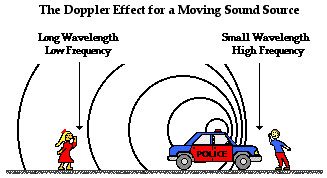 The Doppler Effect for a Moving Sound Source
Long Wavelength
Low Frequency
Small Wavelength
High Frequency
POLICE